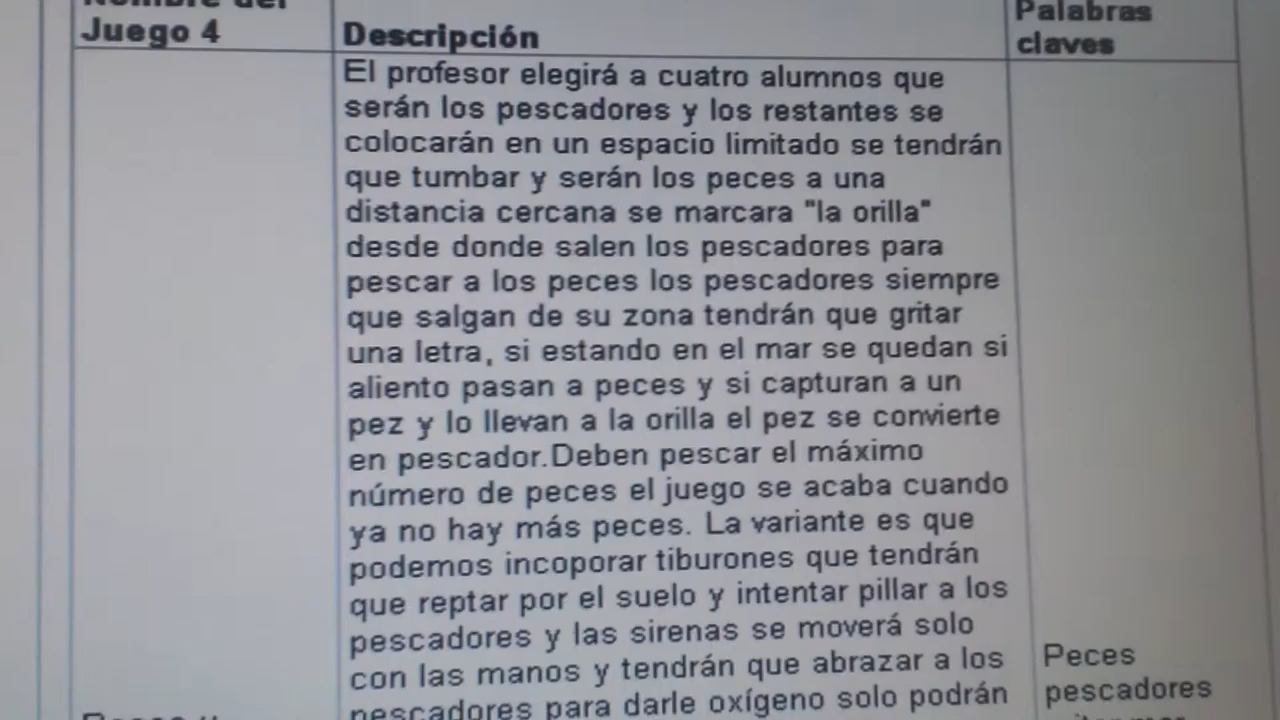 Nombre del
Juego 4
Descripción
Palabras
claves
El profesor elegirá a cuatro alumnos que
serán los pescadores y los restantes se
colocarán en un espacio limitado se tendrán
que tumbar y serán los peces a una
distancia cercana se marcara "la orilla"
desde donde salen los pescadores para
pescar a los peces los pescadores siempre
que salgan de su zona tendrán que gritar
una letra, si estando en el mar se quedan si
aliento pasan a peces y si capturan a un
pez y lo llevan a la orilla el pez se convierte
en pescador.Deben pescar el máximo
número de peces el juego se acaba cuando
ya no hay más peces. La variante es que
podemos incoporar tiburones que tendrán
que reptar por el suelo y intentar pillar a los
pescadores y las sirenas se moverá solo
con las manos y tendrán que abrazar a los
pescadores para darle oxígeno solo podrán
Peces
pescadores